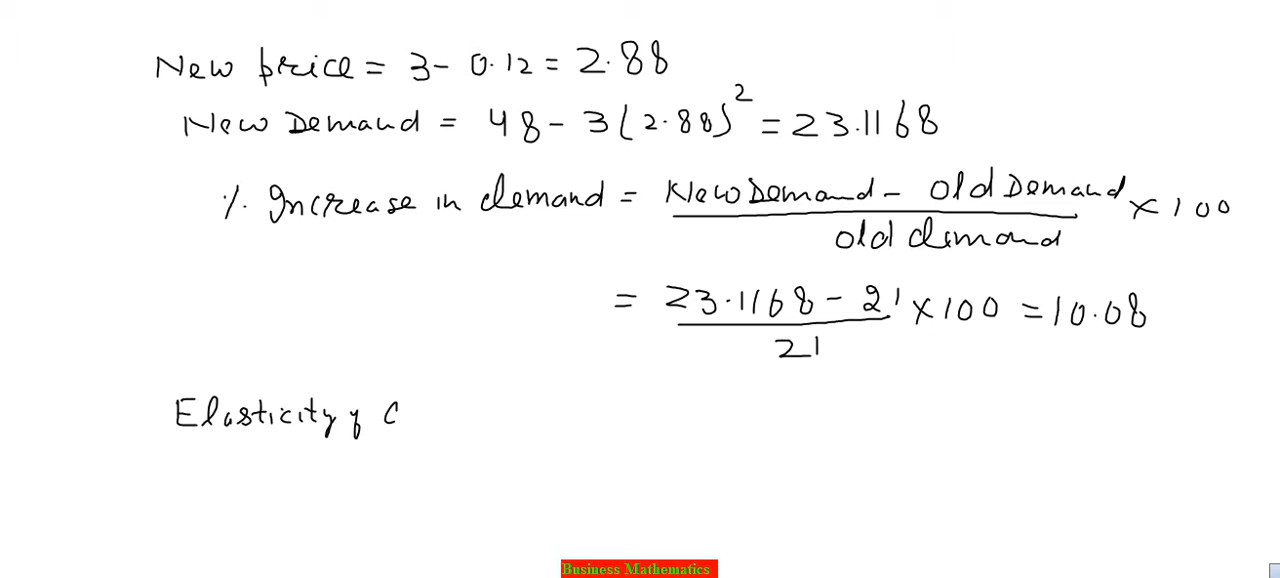 New price = 3 - 0.12 = 2.88
New Demand = 48 - 3(2.88)² = 23.1168
% Increase in demand = New Demand - Old Demand / old demand × 100
= 23.1168 - 21 / 21 × 100 = 10.08
Elasticity of d
Business Mathematics